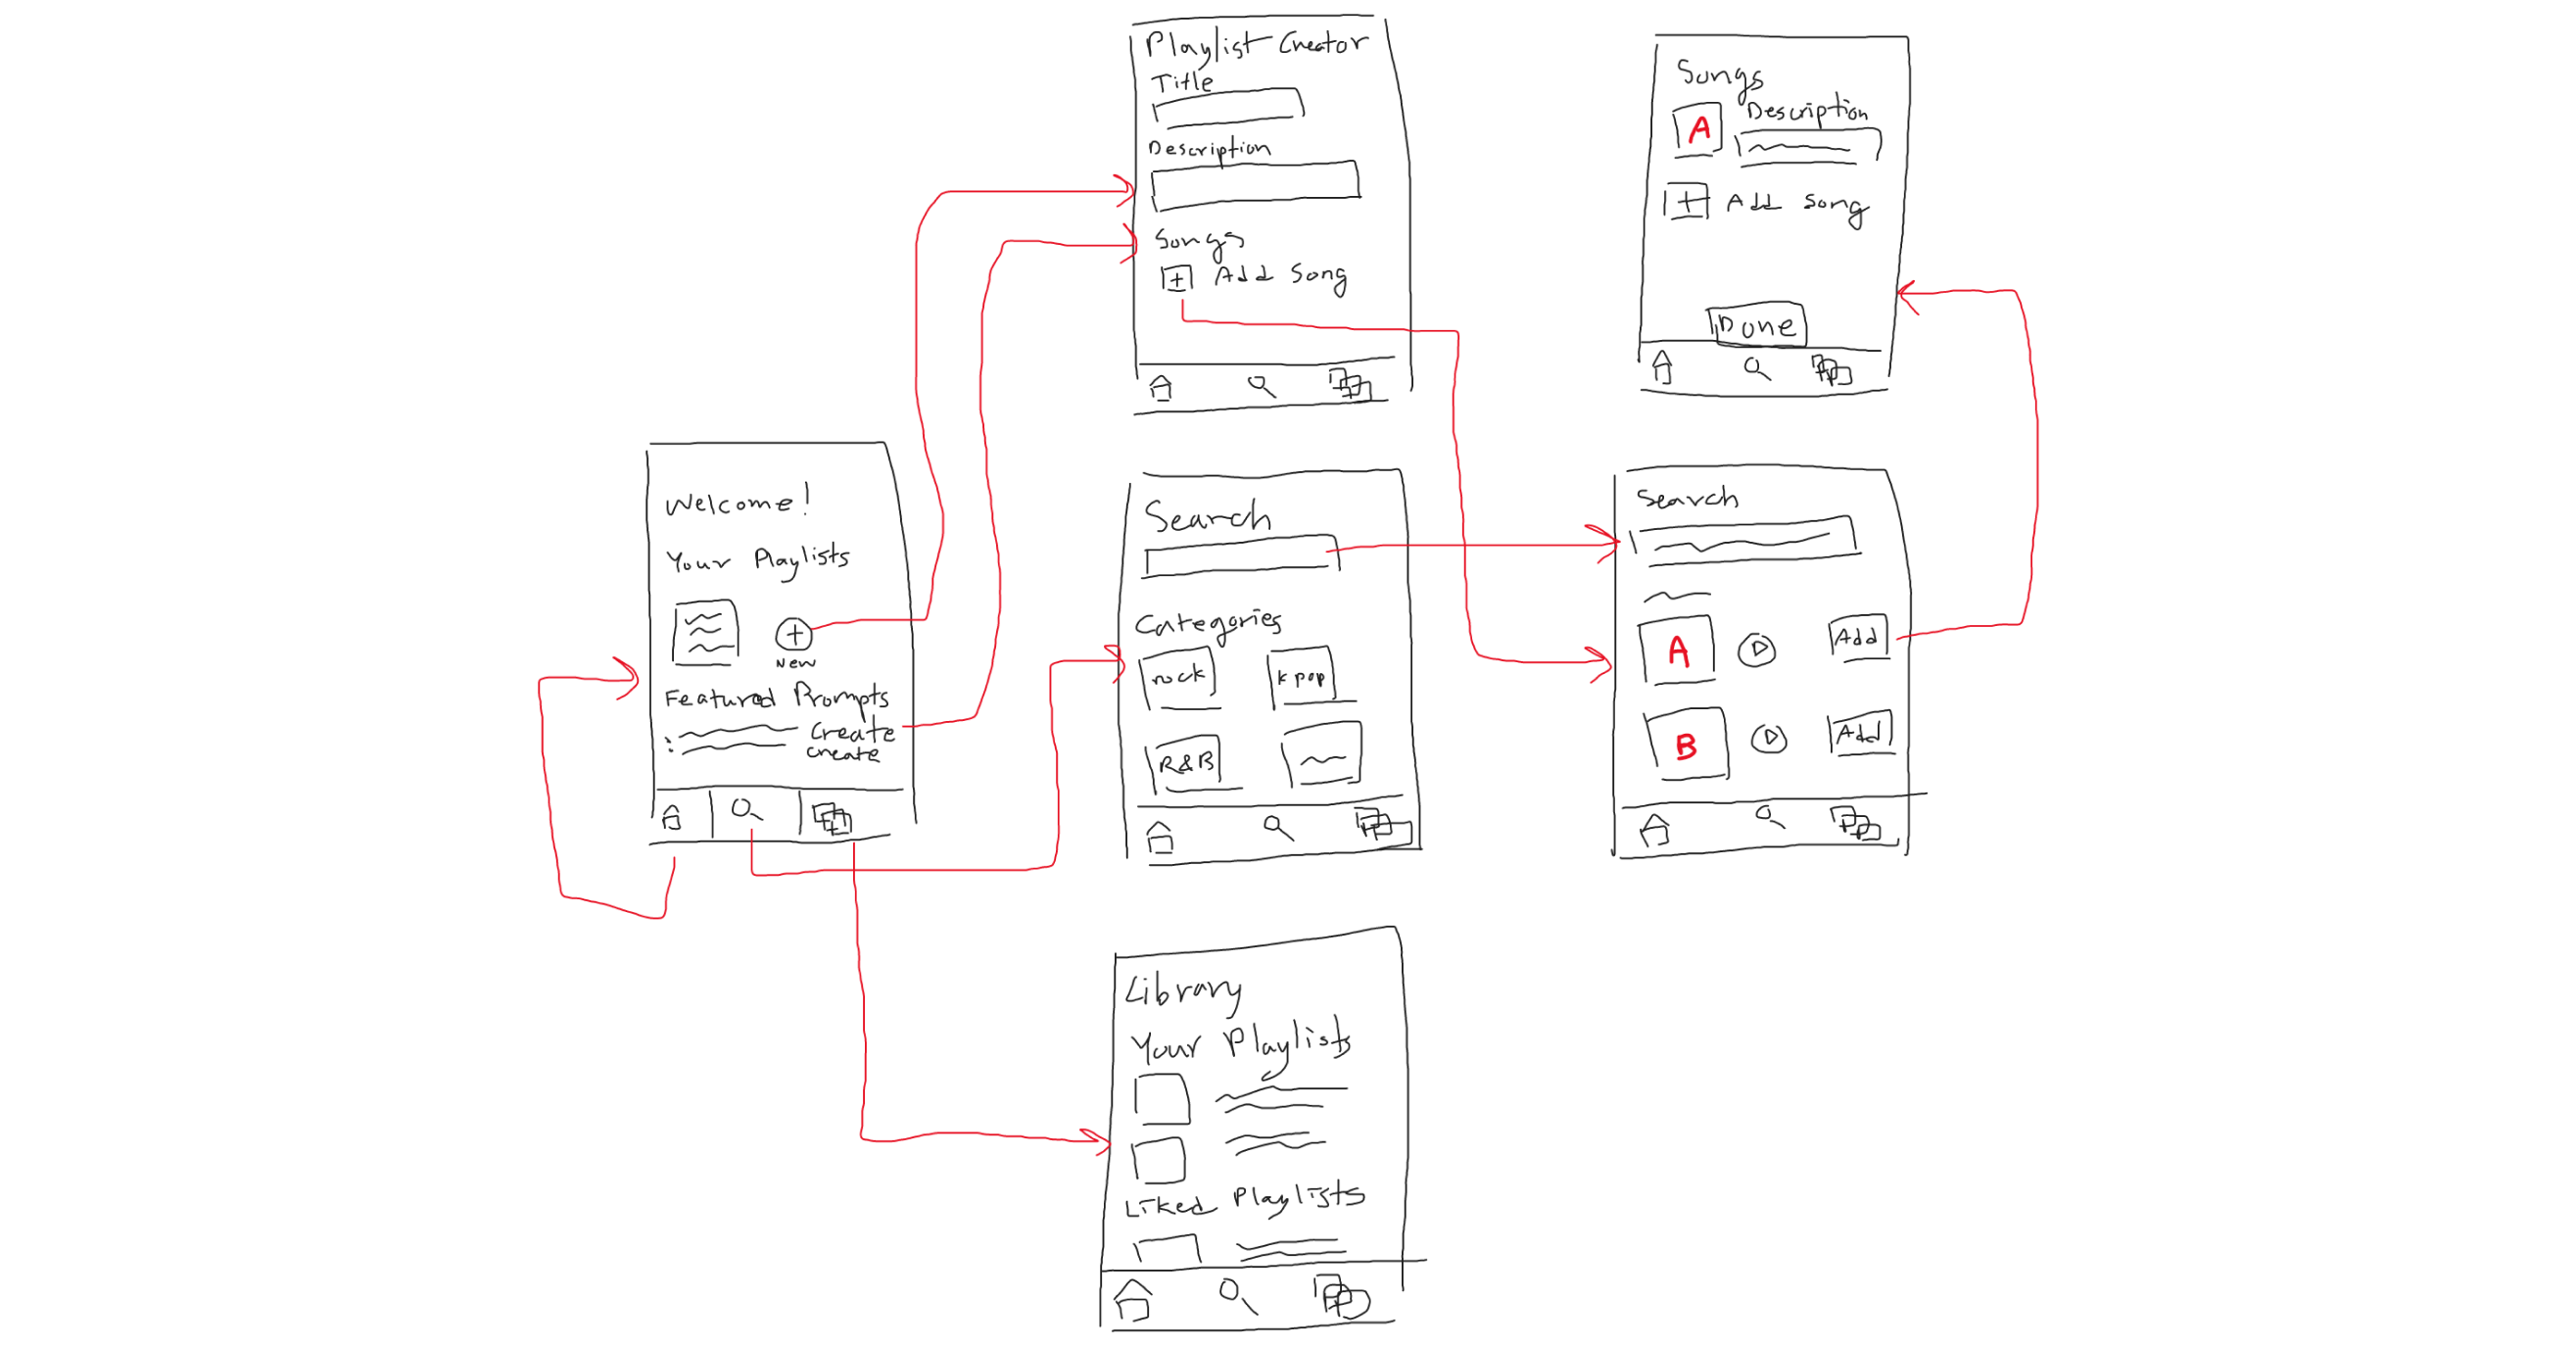 Welcome!
Your Playlists
New
Featured Prompts
Create
Create
Playlist Creator
Title
Description
Songs
+ Add Song
Search
Categories
rock
kpop
R&B
Library
Your Playlists
Liked Playlists
Songs
A
Description
+ Add song
Done
Search
A
Add
B
Add